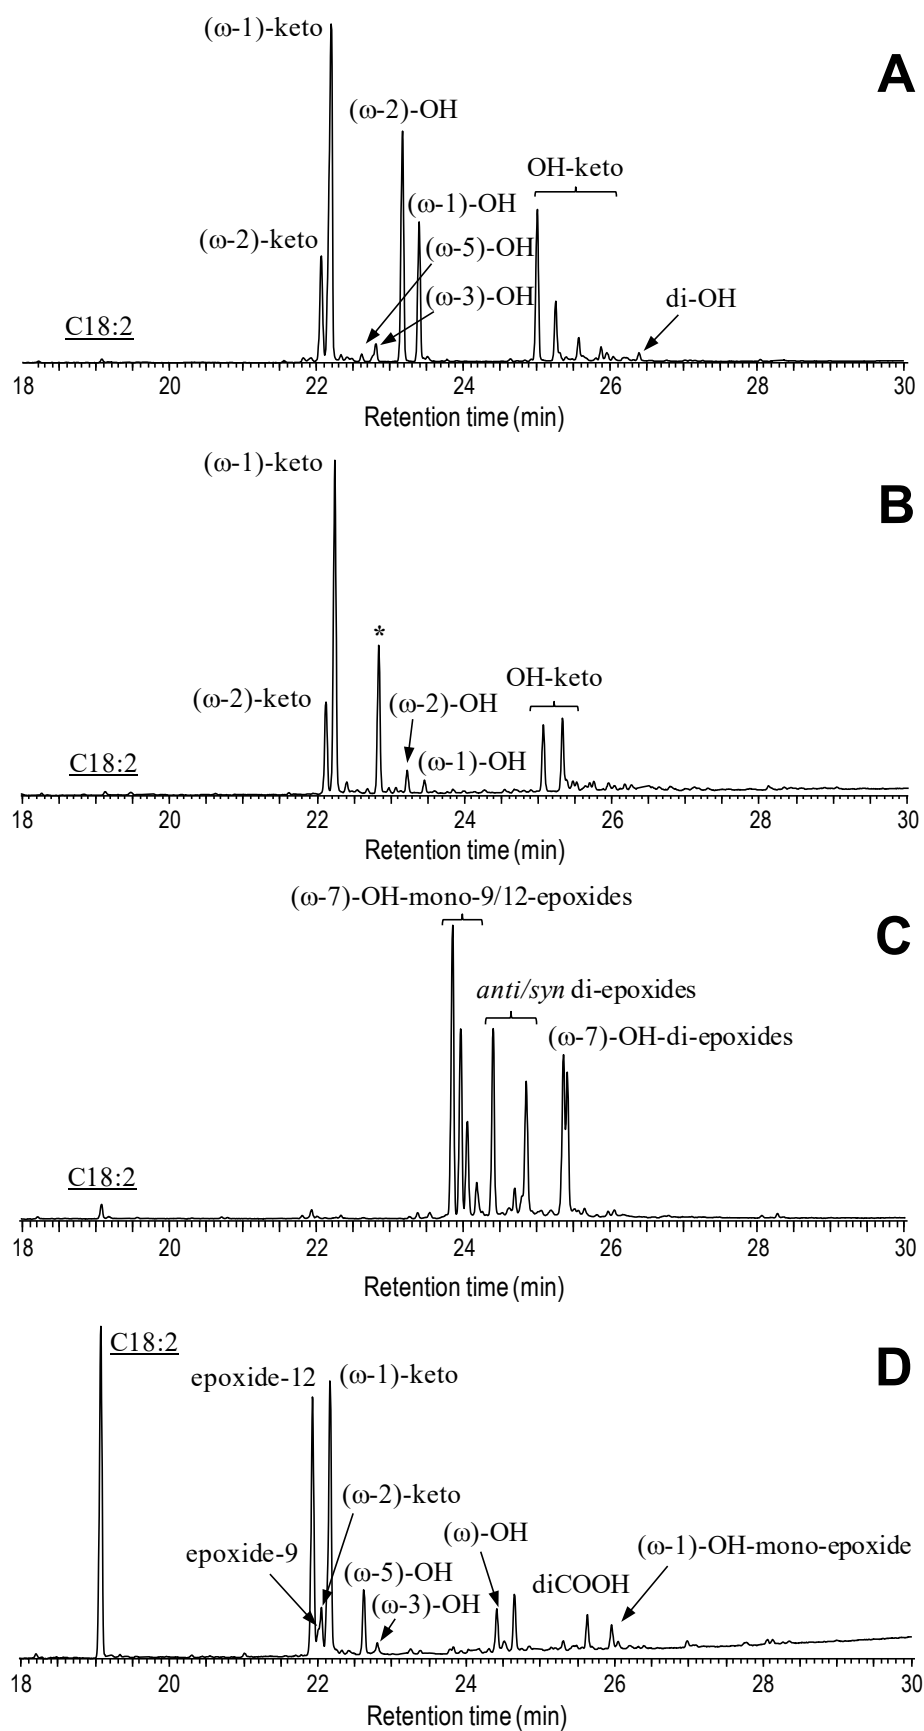 (ω-1)-keto
A
(ω-2)-OH
OH-keto
(ω-1)-OH
(ω-2)-keto
(ω-5)-OH
(ω-3)-OH
di-OH
C18:2
18 20 22 24 26 28 30
Retention time (min)
(ω-1)-keto
B
*
OH-keto
(ω-2)-keto
(ω-2)-OH
C18:2
(ω-1)-OH
18 20 22 24 26 28 30
Retention time (min)
(ω-7)-OH-mono-9/12-epoxides
C
anti/syn di-epoxides
(ω-7)-OH-di-epoxides
C18:2
18 20 22 24 26 28 30
Retention time (min)
C18:2
D
epoxide-12
(ω-1)-keto
(ω-2)-keto
(ω)-OH
(ω-1)-OH-mono-epoxide
epoxide-9
(ω-5)-OH
diCOOH
(ω-3)-OH
18 20 22 24 26 28 30
Retention time (min)